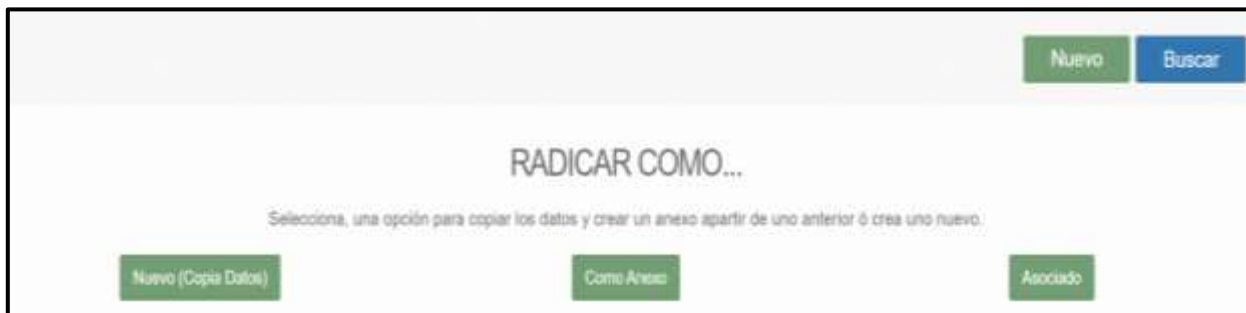 Nuevo Buscar
RADICAR COMO...
Selecciona, una opción para copiar los datos y crear un anexo apartir de uno anterior ó crea uno nuevo.
Nuevo (Copia Datos) Como Anexo Asociado